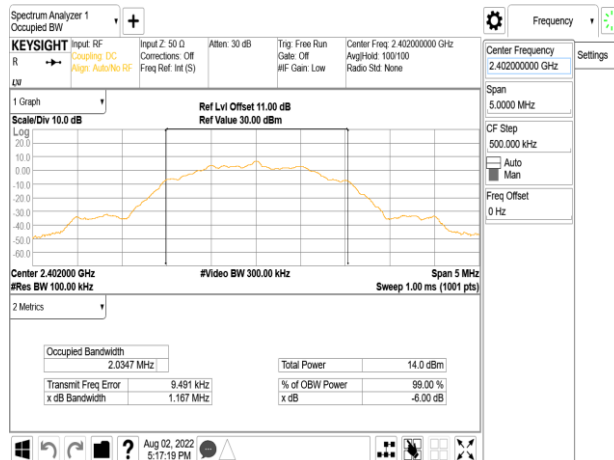 Spectrum Analyzer 1
Occupied BW
Frequency
KEYSIGHT
R
Input: RF
Coupling: DC
Align: Auto/No RF
Input Z: 50 Ω
Corrections: Off
Freq Ref: Int (S)
Atten: 30 dB
Trig: Free Run
Gate: Off
#IF Gain: Low
Center Freq: 2.402000000 GHz
Avg|Hold: 100/100
Radio Std: None
Center Frequency
2.402000000 GHz
Settings
Span
5.0000 MHz
CF Step
500.000 kHz
Auto
Man
Freq Offset
0 Hz
1 Graph
Scale/Div 10.0 dB
Ref Lvl Offset 11.00 dB
Ref Value 30.00 dBm
Log
20.0
10.0
0.00
-10.0
-20.0
-30.0
-40.0
-50.0
-60.0
Center 2.402000 GHz
#Video BW 300.00 kHz
Span 5 MHz
#Res BW 100.00 kHz
Sweep 1.00 ms (1001 pts)
2 Metrics
Occupied Bandwidth
2.0347 MHz
Total Power 14.0 dBm
Transmit Freq Error 9.491 kHz
% of OBW Power 99.00 %
x dB Bandwidth 1.167 MHz
x dB -6.00 dB
?
Aug 02, 2022
5:17:19 PM